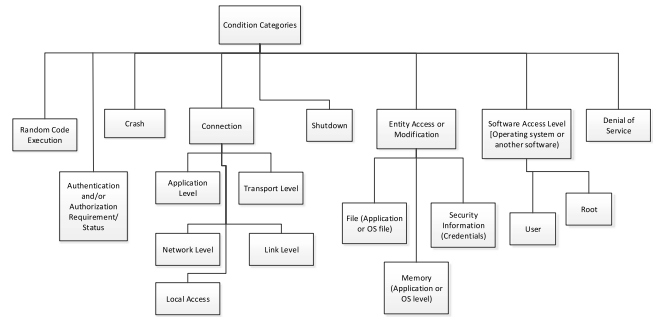 Condition Categories
Random Code
Execution
Authentication
and/or
Authorization
Requirement/
Status
Crash
Connection
Application
Level
Transport Level
Network Level
Link Level
Local Access
Shutdown
Entity Access or
Modification
File (Application
or OS file)
Security
Information
(Credentials)
Memory
(Application or
OS level)
Software Access Level
[Operating system or
another software)
User
Root
Denial of
Service